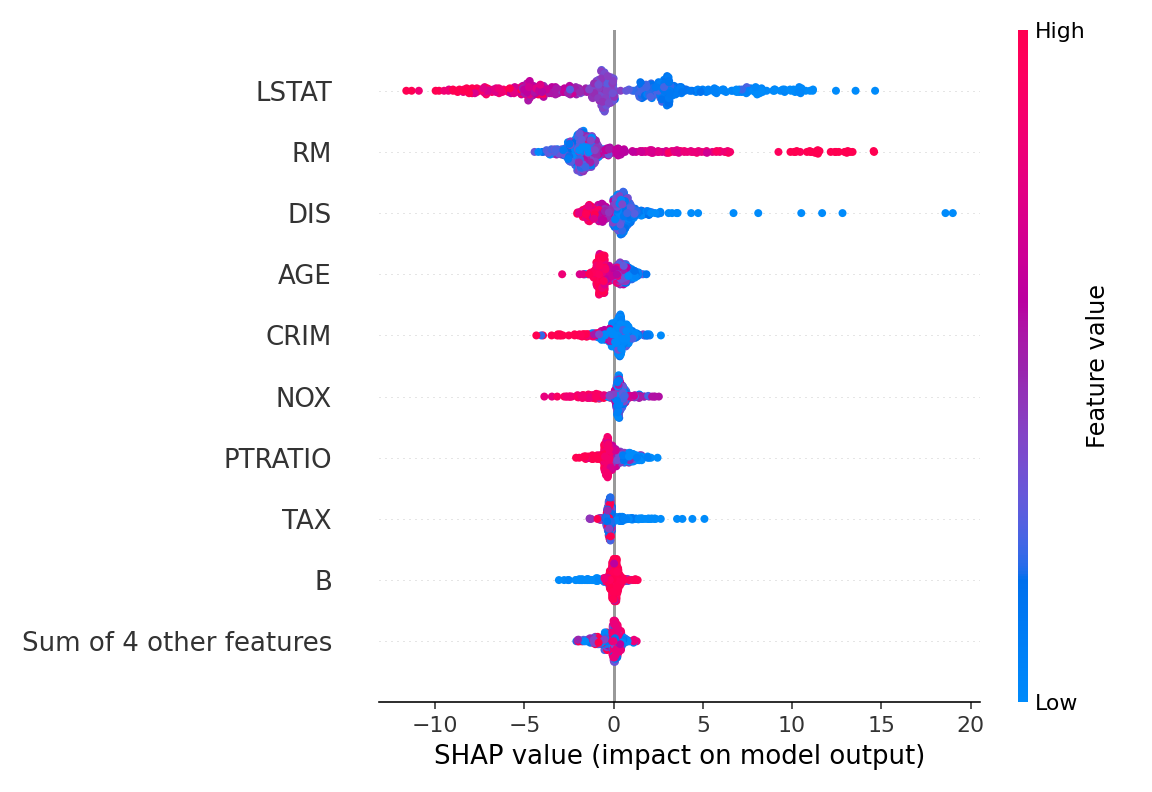 High
LSTAT
RM
DIS
AGE
CRIM
NOX
PTRATIO
TAX
B
Sum of 4 other features
Feature value
Low
−10 −5 0 5 10 15 20
SHAP value (impact on model output)